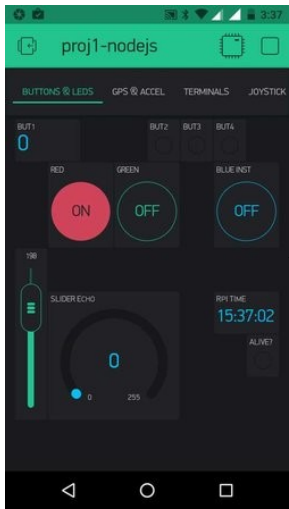 3:37
proj1-nodejs
BUTTONS & LEDS GPS & ACCEL TERMINALS JOYSTICK
BUT1 BUT2 BUT3 BUT4
0
RED GREEN BLUE INST
ON OFF OFF
198
SLIDER ECHO RPI TIME
15:37:02
ALIVE?
0
0 255